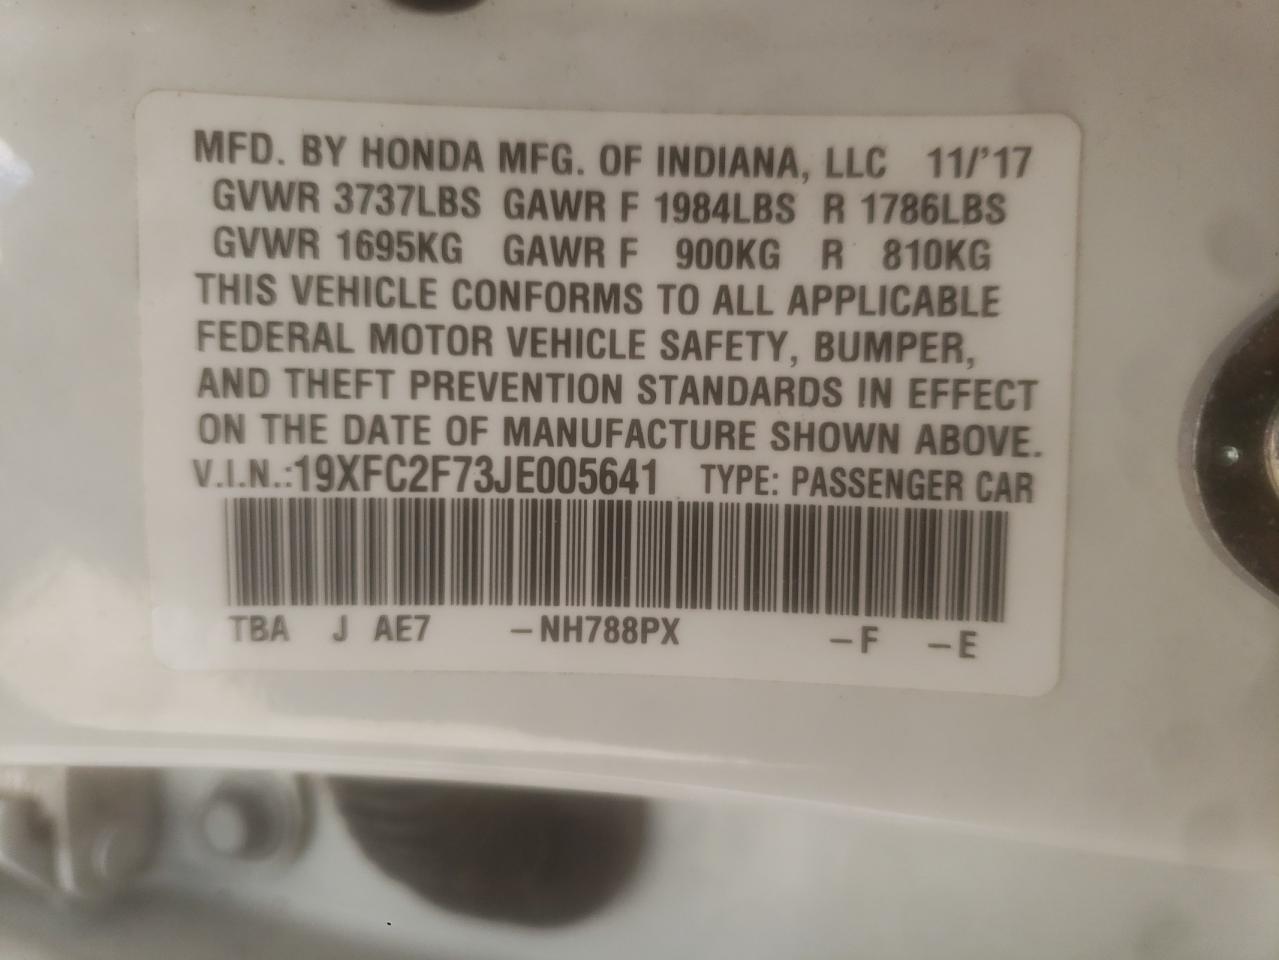 MFD. BY HONDA MFG. OF INDIANA, LLC 11/'17
GVWR 3737LBS GAWR F 1984LBS R 1786LBS
GVWR 1695KG GAWR F 900KG R 810KG
THIS VEHICLE CONFORMS TO ALL APPLICABLE
FEDERAL MOTOR VEHICLE SAFETY, BUMPER,
AND THEFT PREVENTION STANDARDS IN EFFECT
ON THE DATE OF MANUFACTURE SHOWN ABOVE.
V.I.N.:19XFC2F73JE005641 TYPE: PASSENGER CAR
TBA J AE7 -NH788PX -F -E